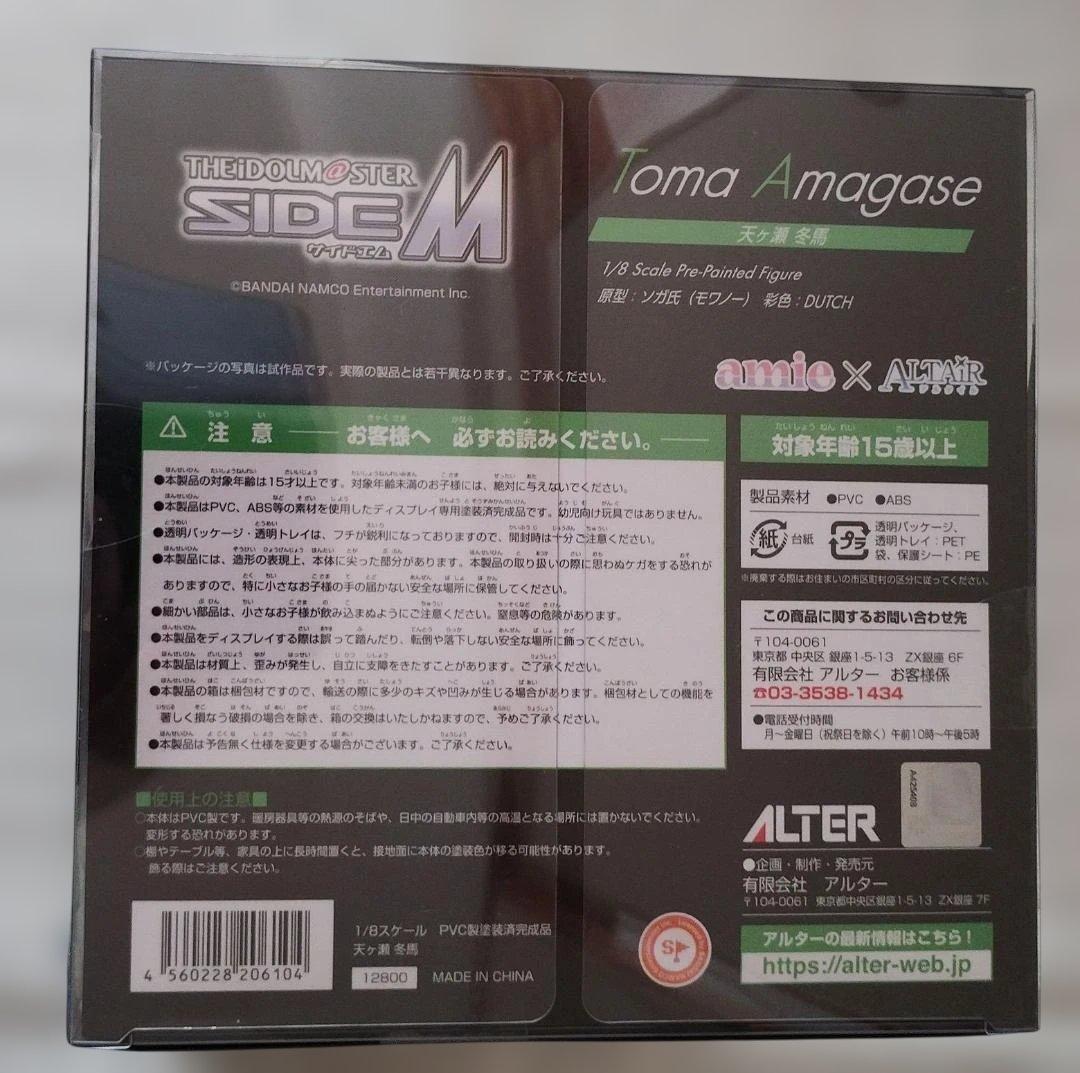 THE iDOLM@STER
SIDEM
サイドエム
©BANDAI NAMCO Entertainment Inc.
Toma Amagase
天ヶ瀬 冬馬
1/8 Scale Pre-Painted Figure
原型：ソガ氏（モワノー） 彩色：DUTCH
※パッケージの写真は試作品です。実際の製品とは若干異なります。ご了承ください。
amie×ALTAiR
⚠ 注意 お客様へ 必ずお読みください。
●本製品の対象年齢は15才以上です。対象年齢未満のお子様には、絶対に与えないでください。
●本製品はPVC、ABS等の素材を使用したディスプレイ専用塗装済完成品です。幼児向け玩具ではありません。
●透明パッケージ・透明トレイは、フチが鋭利になっておりますので、開封時は十分ご注意ください。
●本製品には、造形の表現上、本体に尖った部分があります。本製品の取り扱いの際に思わぬケガをする恐れが
ありますので、特に小さなお子様の手の届かない安全な場所に保管してください。
●細かい部品は、小さなお子様が飲み込まぬようにご注意ください。窒息等の危険があります。
●本製品をディスプレイする際は誤って踏んだり、転倒や落下しない安全な場所に飾ってください。
●本製品は材質上、歪みが発生し、自立に支障をきたすことがあります。ご了承ください。
●本製品の箱は梱包材ですので、輸送の際に多少のキズや凹みが生じる場合があります。梱包材としての機能を
著しく損なう破損の場合を除き、箱の交換はいたしかねますので、予めご了承ください。
●本製品は予告無く仕様を変更する場合がございます。ご了承ください。
■使用上の注意■
○本体はPVC製です。暖房器具等の熱源のそばや、日中の自動車内等の高温となる場所には置かないでください。
変形する恐れがあります。
○棚やテーブル等、家具の上に長時間置くと、接地面に本体の塗装色が移る可能性があります。
飾る際はご注意ください。
4 560228 206104
1/8スケール PVC製塗装済完成品
天ヶ瀬 冬馬
12800 MADE IN CHINA
対象年齢15歳以上
製品素材 ●PVC ●ABS
紙 台紙
プラ 透明パッケージ、
透明トレイ：PET
袋、保護シート：PE
※廃棄する際はお住まいの市区町村の区分に従ってください。
この商品に関するお問い合わせ先
〒104-0061
東京都 中央区 銀座1-5-13 ZX銀座 6F
有限会社 アルター お客様係
☎03-3538-1434
●電話受付時間
月～金曜日（祝祭日を除く）午前10時～午後5時
ALTER
●企画・制作・発売元
有限会社 アルター
〒104-0061 東京都中央区銀座1-5-13 ZX銀座 7F
アルターの最新情報はこちら！
https://alter-web.jp